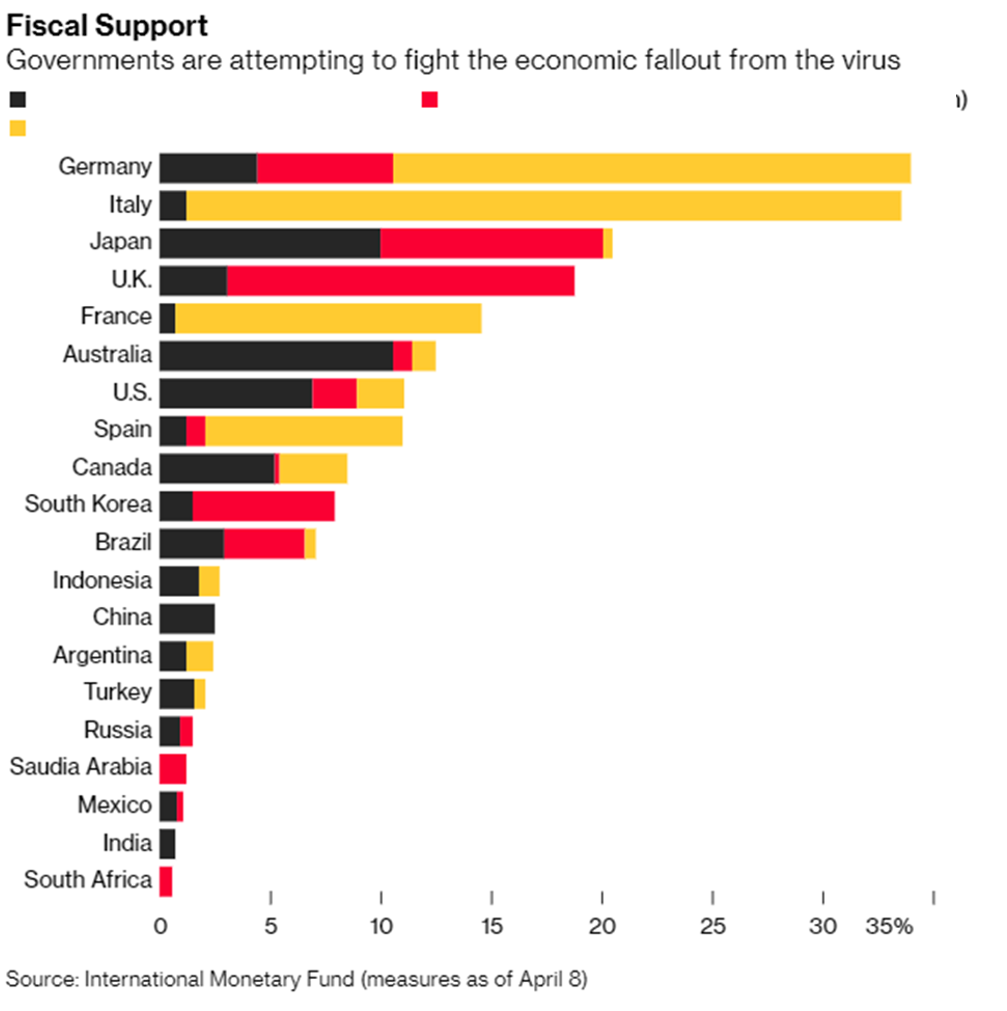 Fiscal Support
Governments are attempting to fight the economic fallout from the virus
)
Germany
Italy
Japan
U.K.
France
Australia
U.S.
Spain
Canada
South Korea
Brazil
Indonesia
China
Argentina
Turkey
Russia
Saudia Arabia
Mexico
India
South Africa
0 5 10 15 20 25 30 35%
Source: International Monetary Fund (measures as of April 8)